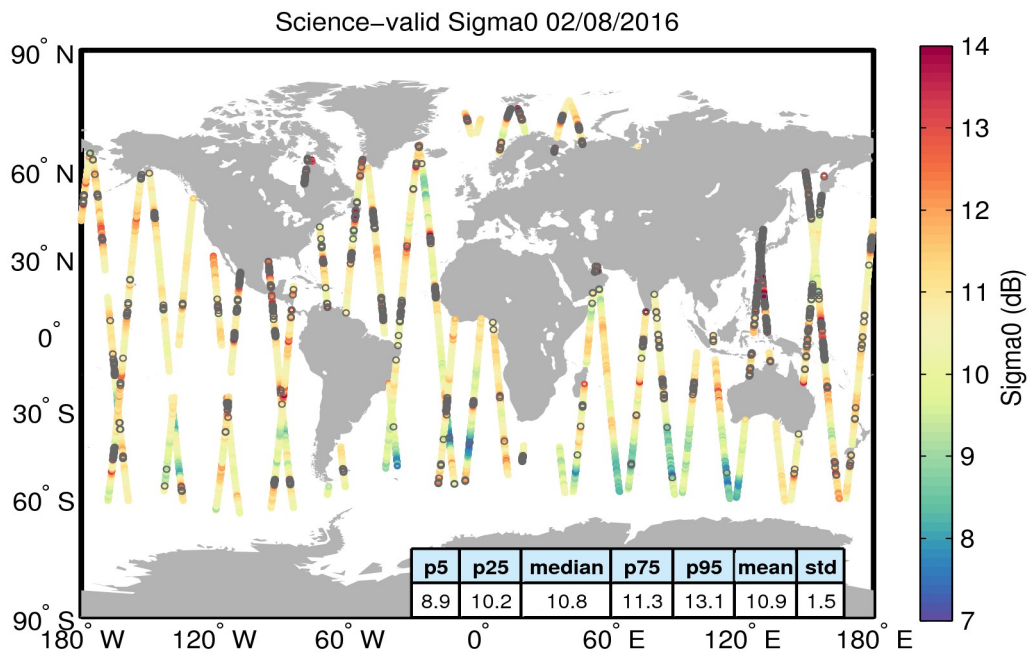 Science−valid Sigma0 02/08/2016
90° N
60° N
30° N
0°
30° S
60° S
90° S
180° W
120° W
60° W
0°
60° E
120° E
180° E
14
13
12
11
10
9
8
7
Sigma0 (dB)
p5 p25 median p75 p95 mean std
8.9 10.2 10.8 11.3 13.1 10.9 1.5